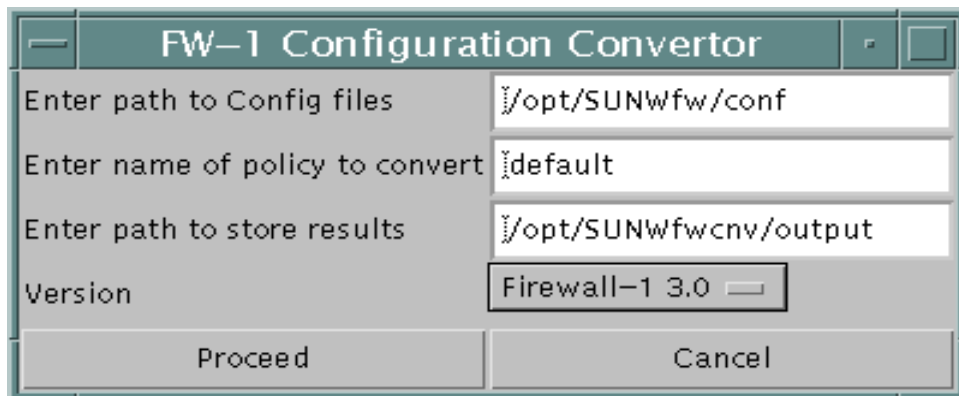 FW-1 Configuration Convertor
Enter path to Config files /opt/SUNWfw/conf
Enter name of policy to convert default
Enter path to store results /opt/SUNWfwcnv/output
Version Firewall-1 3.0
Proceed Cancel